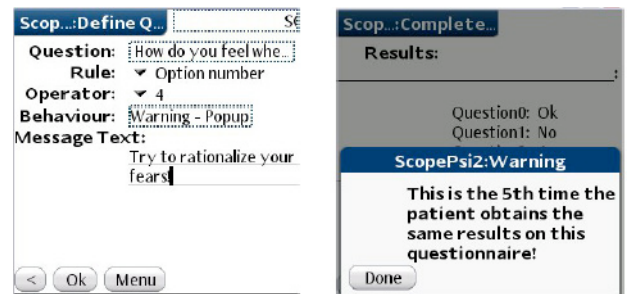 Scop...:Define Q...
Question: How do you feel whe...
Rule: Option number
Operator: 4
Behaviour: Warning - Popup
Message Text:
Try to rationalize your
fears!
< Ok Menu
Scop...:Complete...
Results:
Question0: Ok
Question1: No
ScopePsi2:Warning
This is the 5th time the
patient obtains the
same results on this
questionnaire!
Done